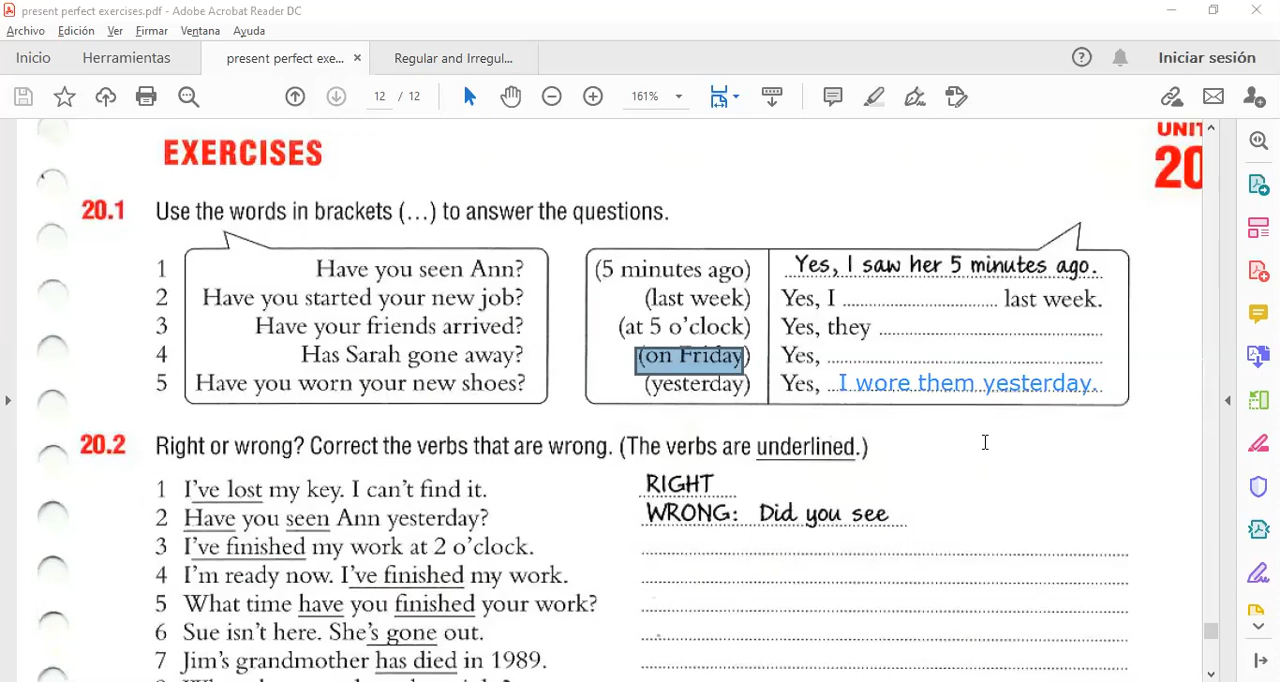 present perfect exercises.pdf - Adobe Acrobat Reader DC
Archivo Edición Ver Firmar Ventana Ayuda
Inicio Herramientas present perfect exe... × Regular and Irregul... Iniciar sesión
12 / 12 161%
EXERCISES
UNIT
20
20.1 Use the words in brackets (…) to answer the questions.
1 Have you seen Ann? (5 minutes ago) Yes, I saw her 5 minutes ago.
2 Have you started your new job? (last week) Yes, I .................... last week.
3 Have your friends arrived? (at 5 o'clock) Yes, they ....................
4 Has Sarah gone away? (on Friday) Yes, ....................
5 Have you worn your new shoes? (yesterday) Yes, ...I wore them yesterday.
20.2 Right or wrong? Correct the verbs that are wrong. (The verbs are underlined.)
1 I've lost my key. I can't find it. RIGHT
2 Have you seen Ann yesterday? WRONG: Did you see
3 I've finished my work at 2 o'clock. ....................
4 I'm ready now. I've finished my work. ....................
5 What time have you finished your work? ....................
6 Sue isn't here. She's gone out. ....................
7 Jim's grandmother has died in 1989. ....................